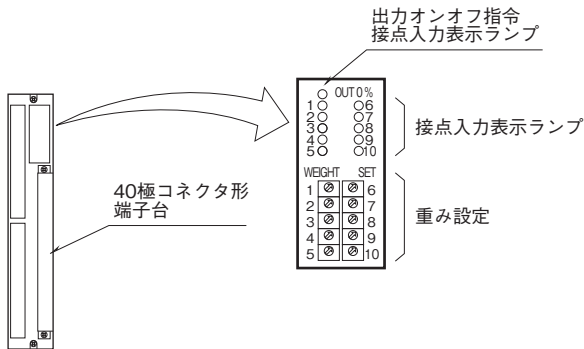 出力オンオフ指令
接点入力表示ランプ
OUT 0 %
1 6
2 7
3 8
4 9
5 10
接点入力表示ランプ
WEIGHT SET
1 6
2 7
3 8
4 9
5 10
重み設定
40極コネクタ形
端子台